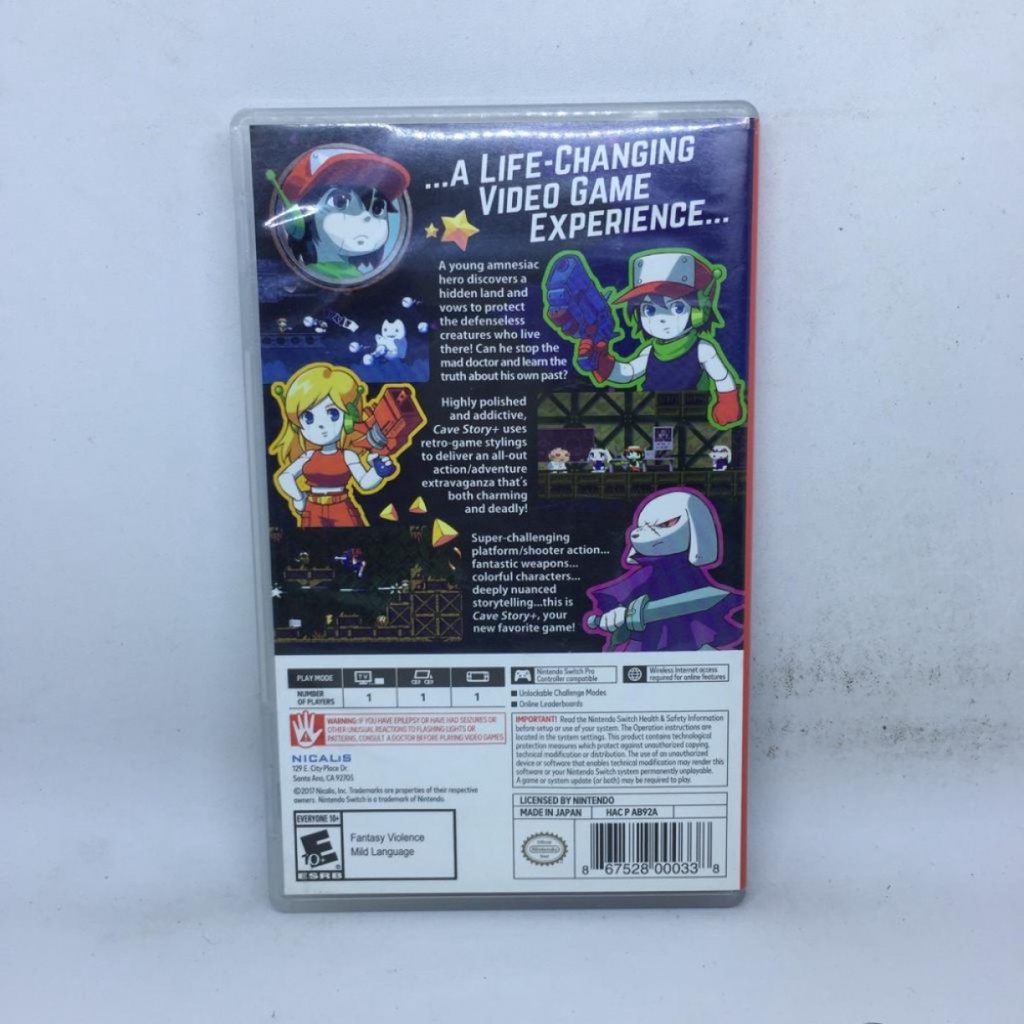 ...A LIFE-CHANGING
VIDEO GAME
EXPERIENCE...
A young amnesiac
hero discovers a
hidden land and
vows to protect
the defenseless
creatures who live
there! Can he stop the
mad doctor and learn the
truth about his own past?
Highly polished
and addictive,
Cave Story+ uses
retro-game stylings
to deliver an all-out
action/adventure
extravaganza that's
both charming
and deadly!
Super-challenging
platform/shooter action...
fantastic weapons...
colorful characters...
deeply nuanced
storytelling...this is
Cave Story+, your
new favorite game!
PLAY MODE
TV
NUMBER
OF PLAYERS
1
1
1
Nintendo Switch Pro
Controller compatible
Wireless Internet access
required for online features
Unlockable Challenge Modes
Online Leaderboards
WARNING: IF YOU HAVE EPILEPSY OR HAVE HAD SEIZURES OR
OTHER UNUSUAL REACTIONS TO FLASHING LIGHTS OR
PATTERNS, CONSULT A DOCTOR BEFORE PLAYING VIDEO GAMES.
IMPORTANT! Read the Nintendo Switch Health & Safety Information
before setup or use of your system. The Operation instructions are
located in the system settings. This product contains technological
protection measures which protect against unauthorized copying,
technical modification or distribution. The use of an unauthorized
device or software that enables technical modification may render this
software or your Nintendo Switch system permanently unplayable.
A game or system update (or both) may be required to play.
NICALIS
129 E. City Place Dr.
Santa Ana, CA 92705
©2017 Nicalis, Inc. Trademarks are properties of their respective
owners. Nintendo Switch is a trademark of Nintendo.
EVERYONE 10+
E
10+
ESRB
Fantasy Violence
Mild Language
LICENSED BY NINTENDO
MADE IN JAPAN HAC P AB92A
Official
Nintendo
Seal
8 67528 00033 8